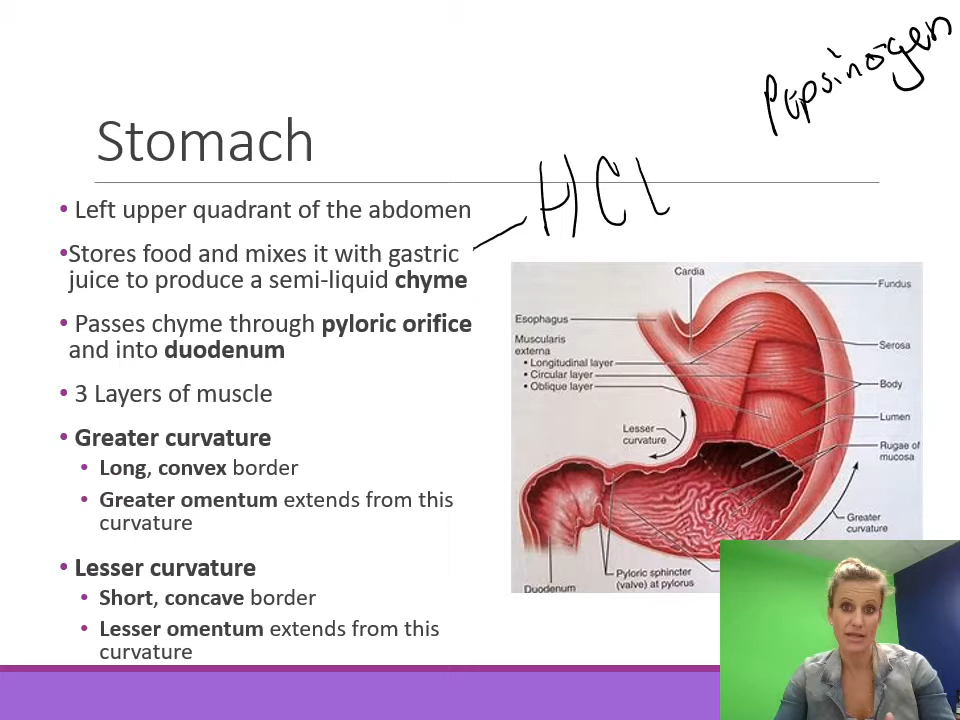 Pepsinogen
Stomach
HCl
• Left upper quadrant of the abdomen
•Stores food and mixes it with gastric
juice to produce a semi-liquid chyme
• Passes chyme through pyloric orifice
and into duodenum
• 3 Layers of muscle
• Greater curvature
• Long, convex border
• Greater omentum extends from this
curvature
• Lesser curvature
• Short, concave border
• Lesser omentum extends from this
curvature
Cardia
Fundus
Esophagus
Muscularis
externa
• Longitudinal layer
• Circular layer
• Oblique layer
Serosa
Body
Lumen
Rugae of
mucosa
Lesser
curvature
Greater
curvature
Pyloric sphincter
(valve) at pylorus
Duodenum